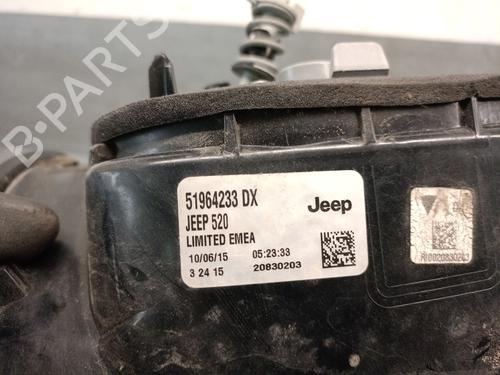 B-PARTS
51964233 DX
JEEP 520
Jeep
LIMITED EMEA
10/06/15 05:23:33
3 24 15 20830203